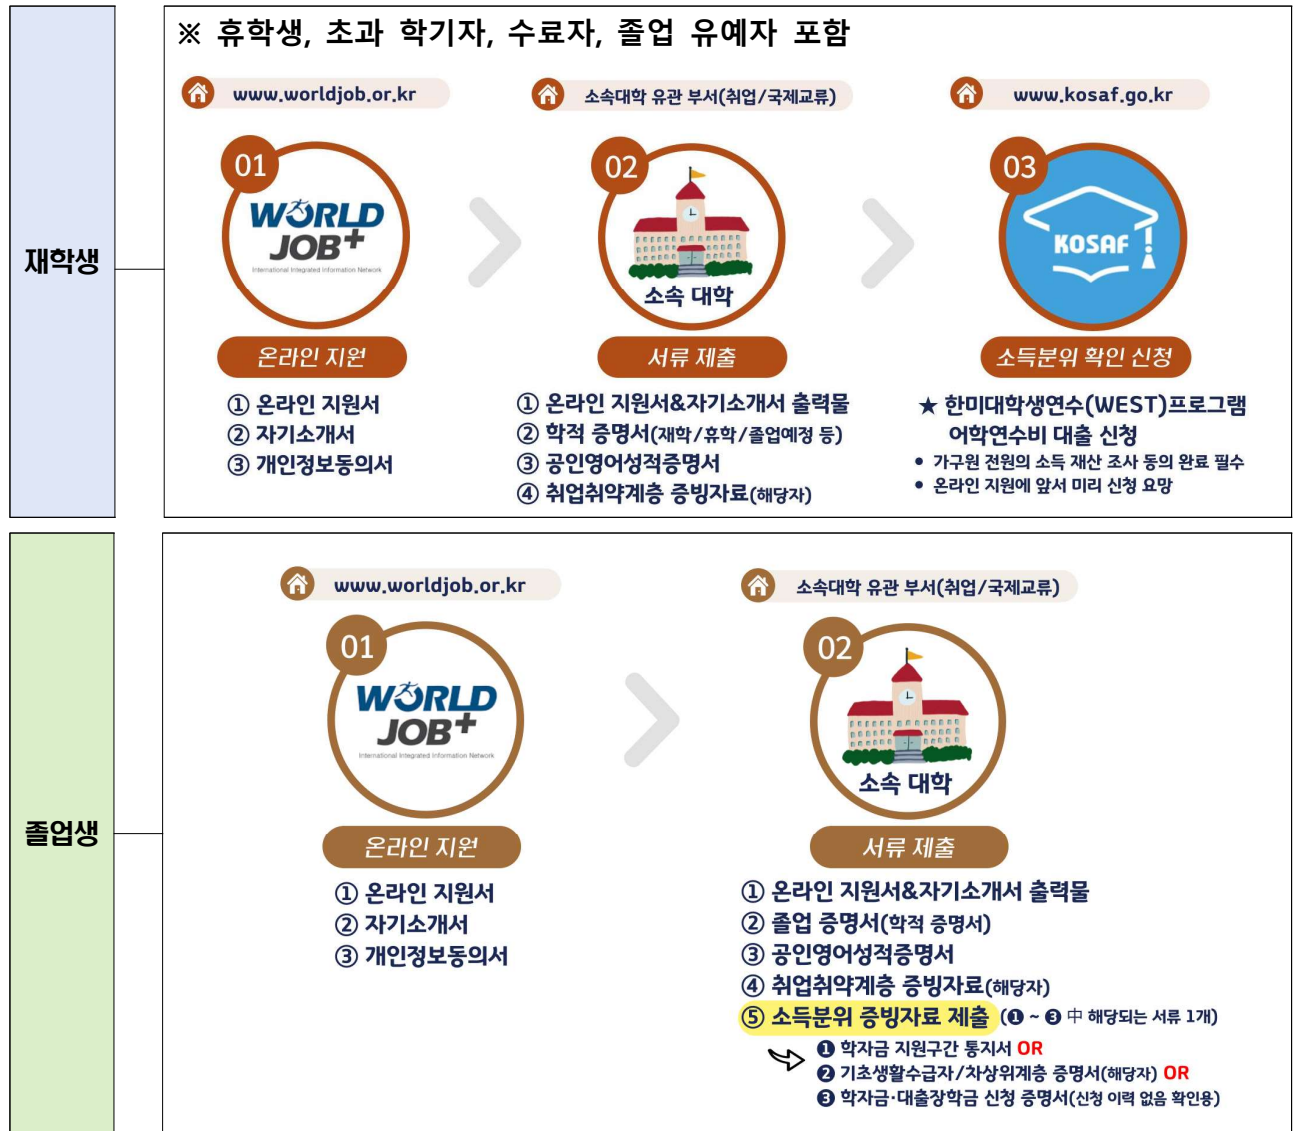 재학생
※ 휴학생, 초과 학기자, 수료자, 졸업 유예자 포함
www.worldjob.or.kr
01
WORLD
JOB+
International Integrated Information Network
온라인 지원
① 온라인 지원서
② 자기소개서
③ 개인정보동의서
소속대학 유관 부서(취업/국제교류)
02
소속 대학
서류 제출
① 온라인 지원서&자기소개서 출력물
② 학적 증명서(재학/휴학/졸업예정 등)
③ 공인영어성적증명서
④ 취업취약계층 증빙자료(해당자)
www.kosaf.go.kr
03
KOSAF
소득분위 확인 신청
★ 한미대학생연수(WEST)프로그램
어학연수비 대출 신청
• 가구원 전원의 소득 재산 조사 동의 완료 필수
• 온라인 지원에 앞서 미리 신청 요망
졸업생
www.worldjob.or.kr
01
WORLD
JOB+
International Integrated Information Network
온라인 지원
① 온라인 지원서
② 자기소개서
③ 개인정보동의서
소속대학 유관 부서(취업/국제교류)
02
소속 대학
서류 제출
① 온라인 지원서&자기소개서 출력물
② 졸업 증명서(학적 증명서)
③ 공인영어성적증명서
④ 취업취약계층 증빙자료(해당자)
⑤ 소득분위 증빙자료 제출 (❶ ~ ❸ 中 해당되는 서류 1개)
❶ 학자금 지원구간 통지서 OR
❷ 기초생활수급자/차상위계층 증명서(해당자) OR
❸ 학자금·대출장학금 신청 증명서(신청 이력 없음 확인용)